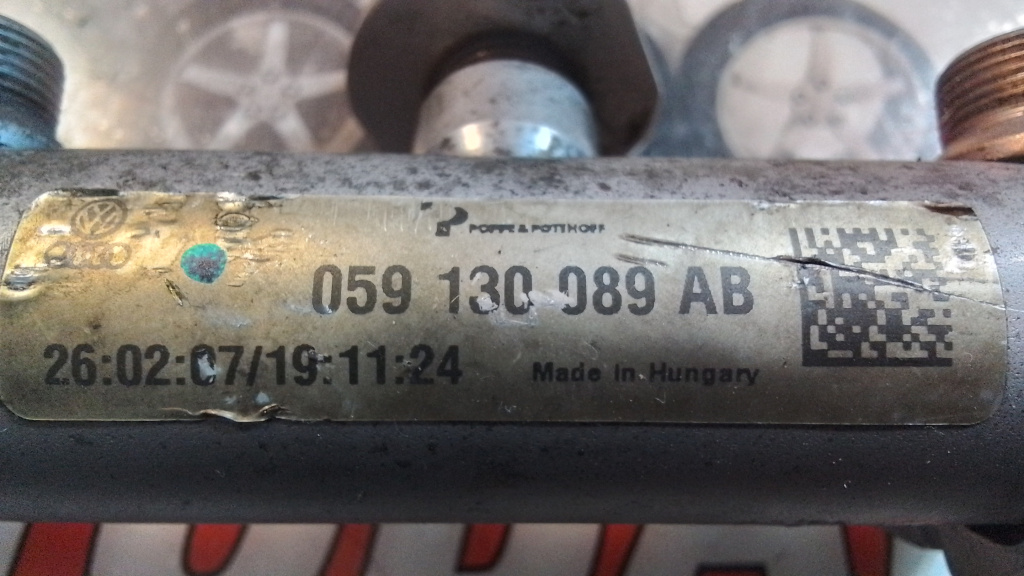 POPPE & POTTHOFF
059 130 089 AB
26:02:07/19:11:24
Made in Hungary